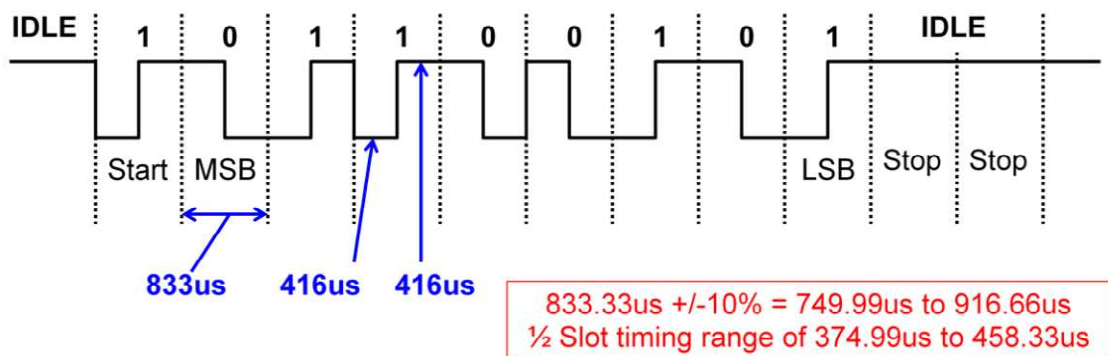 IDLE 1 0 1 1 0 0 1 0 1 IDLE
Start MSB LSB Stop Stop
833us 416us 416us
833.33us +/-10% = 749.99us to 916.66us
½ Slot timing range of 374.99us to 458.33us